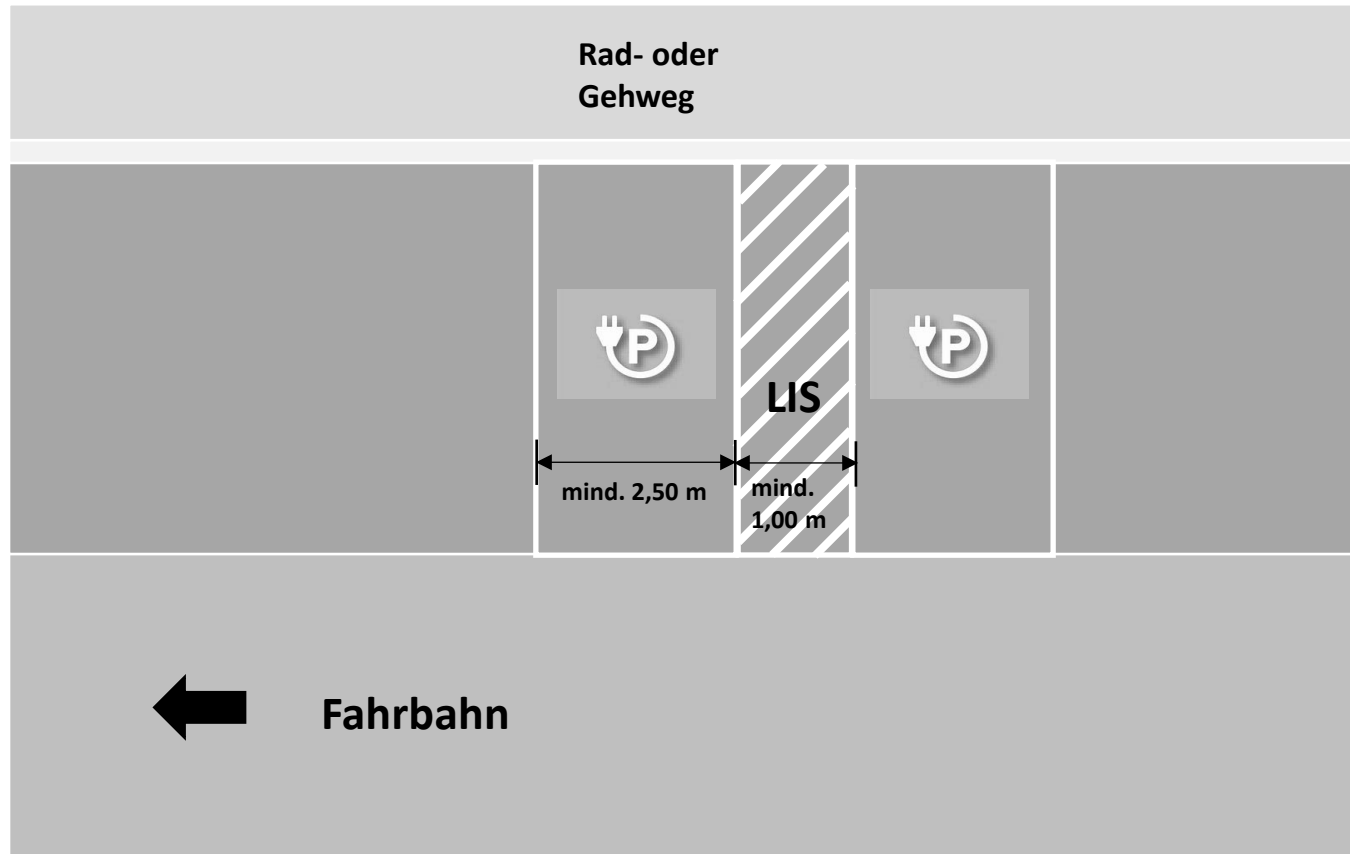 Rad- oder
Gehweg
P
P
LIS
mind. 2,50 m
mind.
1,00 m
Fahrbahn